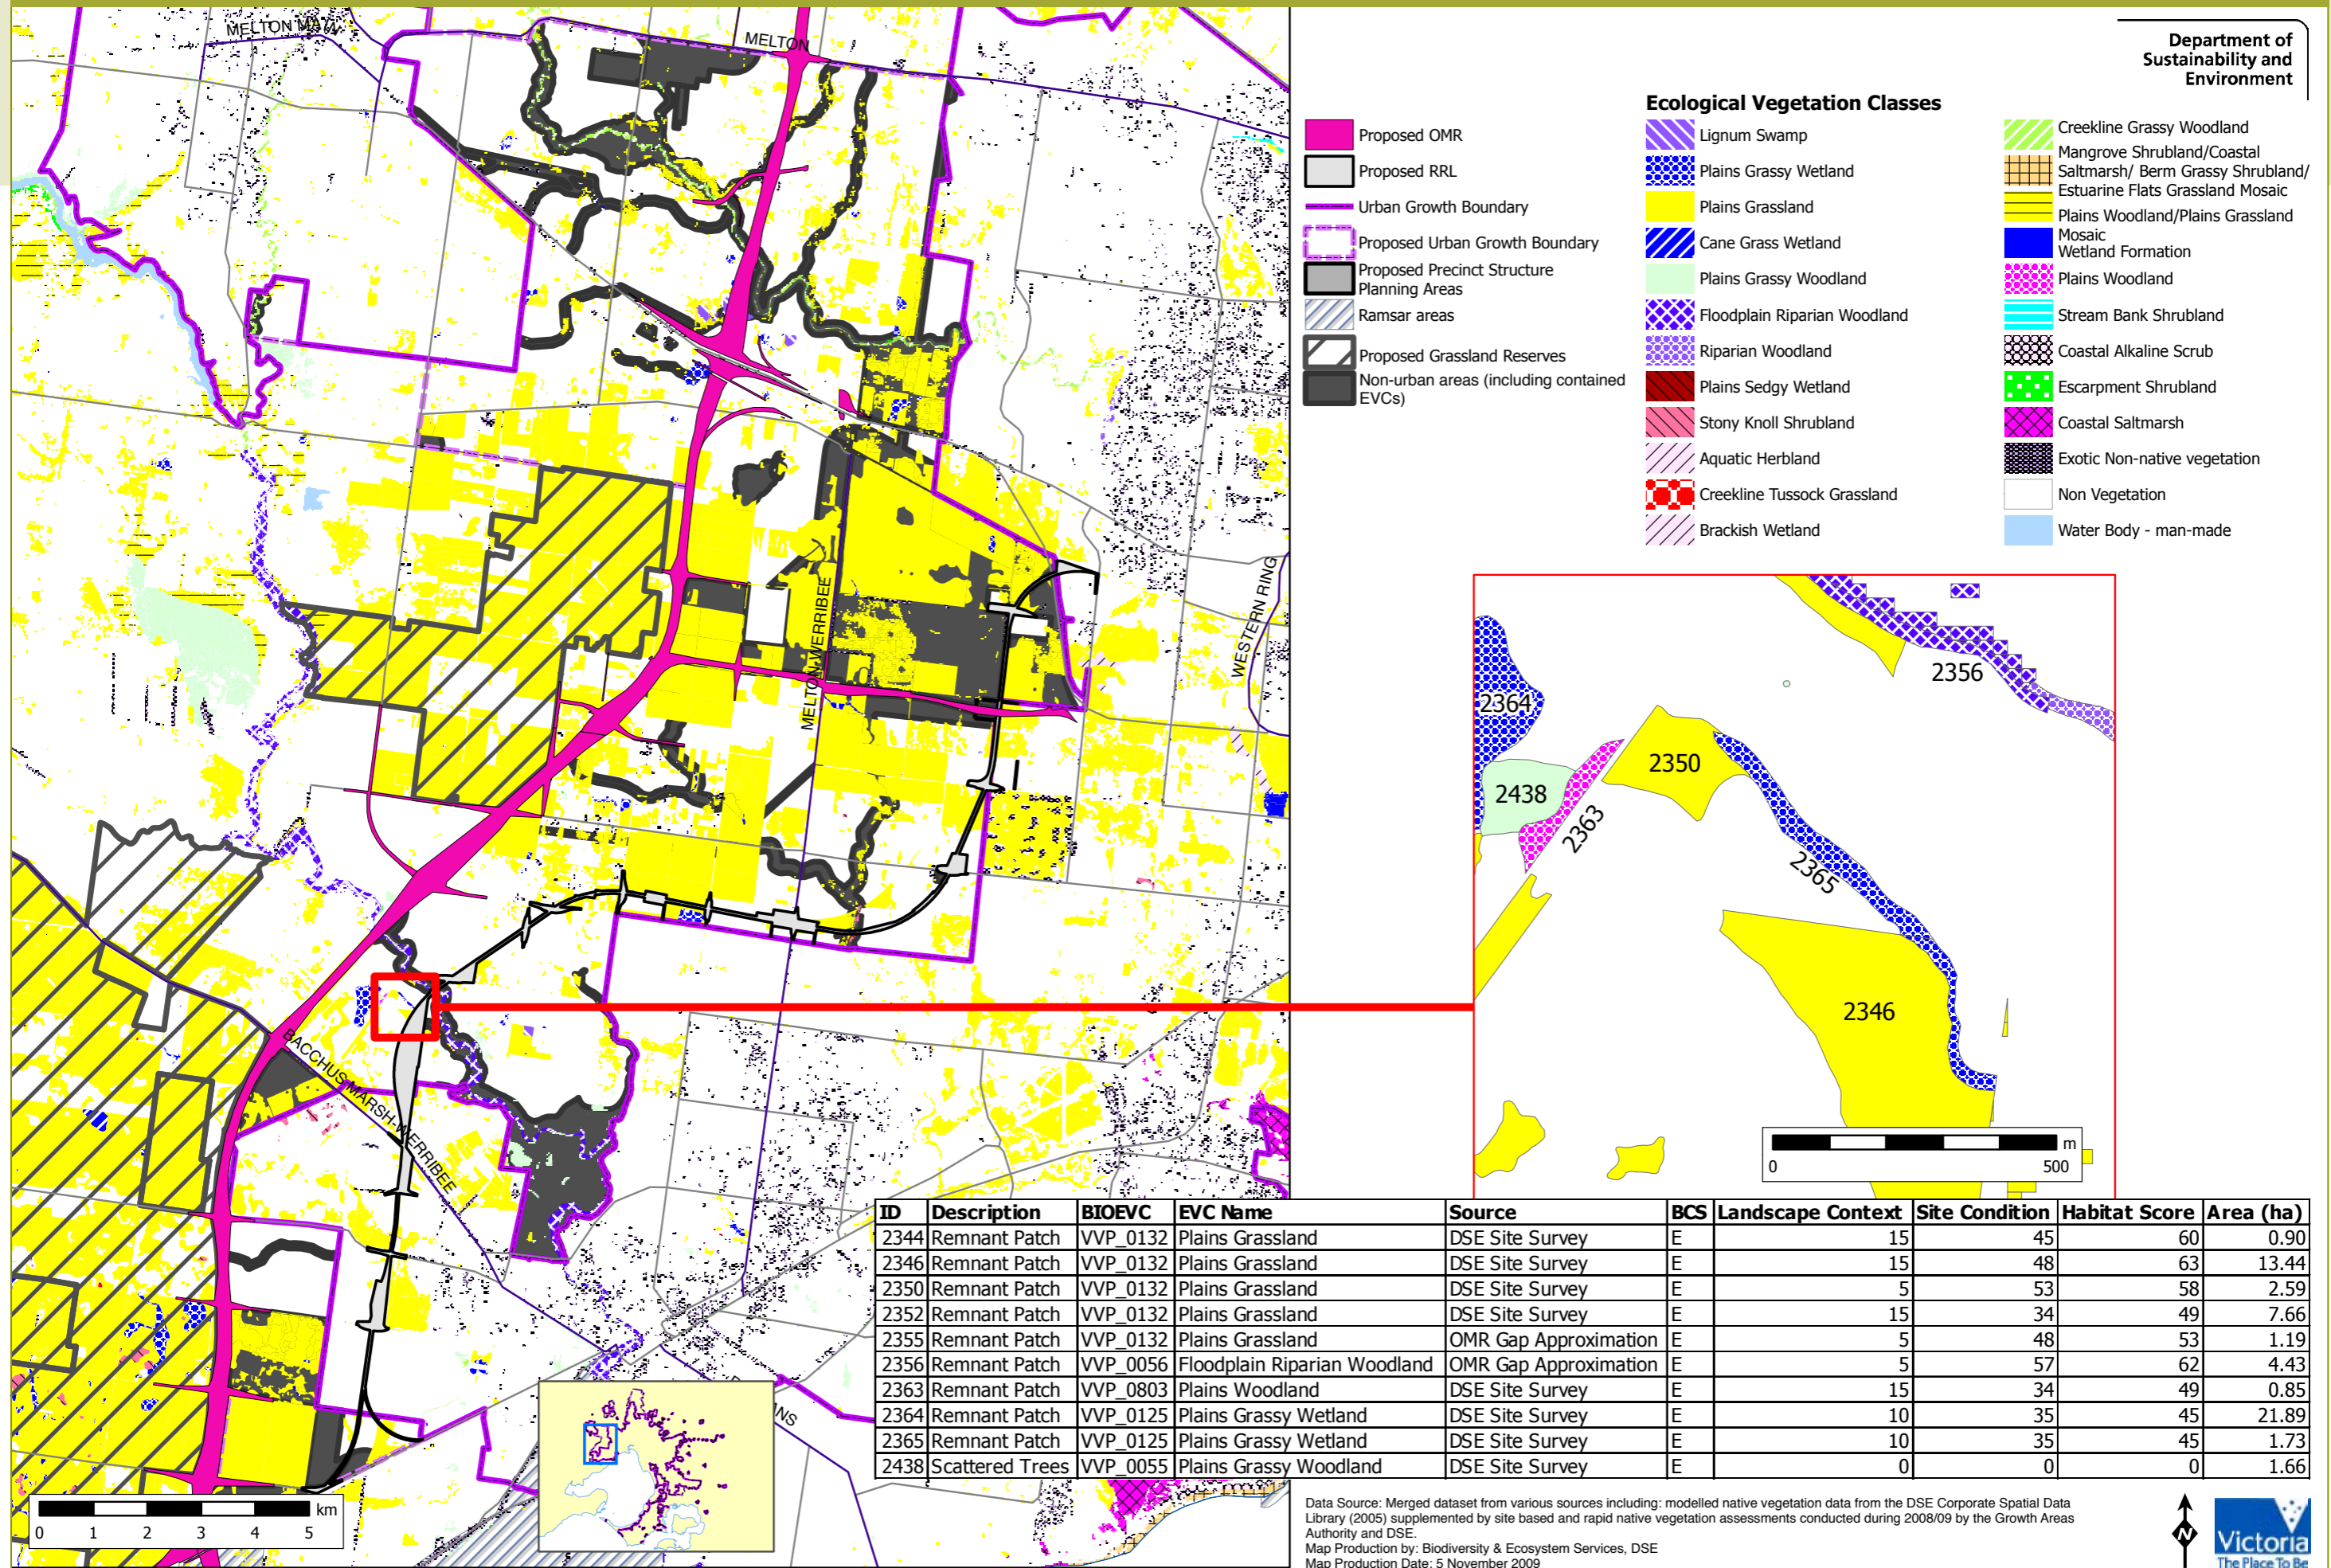 MELTON
Department of
Sustainability and
Environment
Proposed OMR
Proposed RRL
Urban Growth Boundary
Proposed Urban Growth Boundary
Proposed Precinct Structure
Planning Areas
Ramsar areas
Proposed Grassland Reserves
Non-urban areas (including contained
EVCs)
Ecological Vegetation Classes
Lignum Swamp
Plains Grassy Wetland
Plains Grassland
Cane Grass Wetland
Plains Grassy Woodland
Floodplain Riparian Woodland
Riparian Woodland
Plains Sedgy Wetland
Stony Knoll Shrubland
Aquatic Herbland
Creekline Tussock Grassland
Brackish Wetland
Creekline Grassy Woodland
Mangrove Shrubland/Coastal
Saltmarsh/ Berm Grassy Shrubland/
Estuarine Flats Grassland Mosaic
Plains Woodland/Plains Grassland
Mosaic
Wetland Formation
Plains Woodland
Stream Bank Shrubland
Coastal Alkaline Scrub
Escarpment Shrubland
Coastal Saltmarsh
Exotic Non-native vegetation
Non Vegetation
Water Body - man-made
MELTON
MELTON-WERRIBEE
WESTERN RING
BACCHUS MARSH-WERRIBEE
2356
2364
2350
2438
2363
2365
2346
m
0 500
ID Description BIOEVC EVC Name Source BCS Landscape Context Site Condition Habitat Score Area (ha)
2344 Remnant Patch VVP_0132 Plains Grassland DSE Site Survey E 15 45 60 0.90
2346 Remnant Patch VVP_0132 Plains Grassland DSE Site Survey E 15 48 63 13.44
2350 Remnant Patch VVP_0132 Plains Grassland DSE Site Survey E 5 53 58 2.59
2352 Remnant Patch VVP_0132 Plains Grassland DSE Site Survey E 15 34 49 7.66
2355 Remnant Patch VVP_0132 Plains Grassland OMR Gap Approximation E 5 48 53 1.19
2356 Remnant Patch VVP_0056 Floodplain Riparian Woodland OMR Gap Approximation E 5 57 62 4.43
2363 Remnant Patch VVP_0803 Plains Woodland DSE Site Survey E 15 34 49 0.85
2364 Remnant Patch VVP_0125 Plains Grassy Wetland DSE Site Survey E 10 35 45 21.89
2365 Remnant Patch VVP_0125 Plains Grassy Wetland DSE Site Survey E 10 35 45 1.73
2438 Scattered Trees VVP_0055 Plains Grassy Woodland DSE Site Survey E 0 0 0 1.66
km
0 1 2 3 4 5
ANS
Data Source: Merged dataset from various sources including: modelled native vegetation data from the DSE Corporate Spatial Data
Library (2005) supplemented by site based and rapid native vegetation assessments conducted during 2008/09 by the Growth Areas
Authority and DSE.
Map Production by: Biodiversity & Ecosystem Services, DSE
Map Production Date: 5 November 2009
N
Victoria
The Place To Be